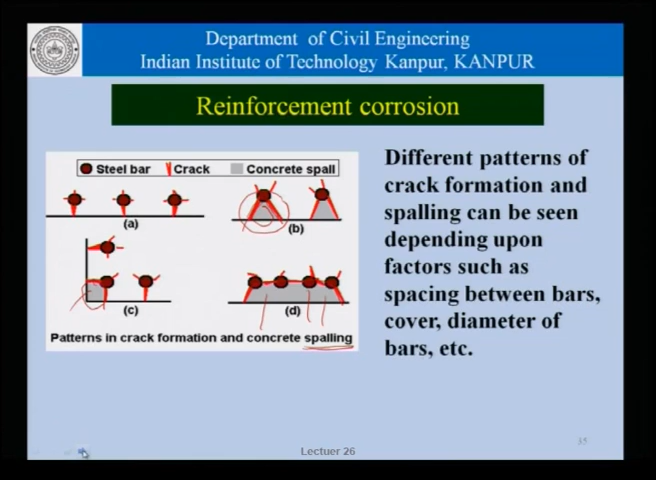 Department of Civil Engineering
Indian Institute of Technology Kanpur, KANPUR
Reinforcement corrosion
Steel bar Crack Concrete spall
(a)
(b)
(c)
(d)
Patterns in crack formation and concrete spalling
Different patterns of
crack formation and
spalling can be seen
depending upon
factors such as
spacing between bars,
cover, diameter of
bars, etc.
35
Lectuer 26